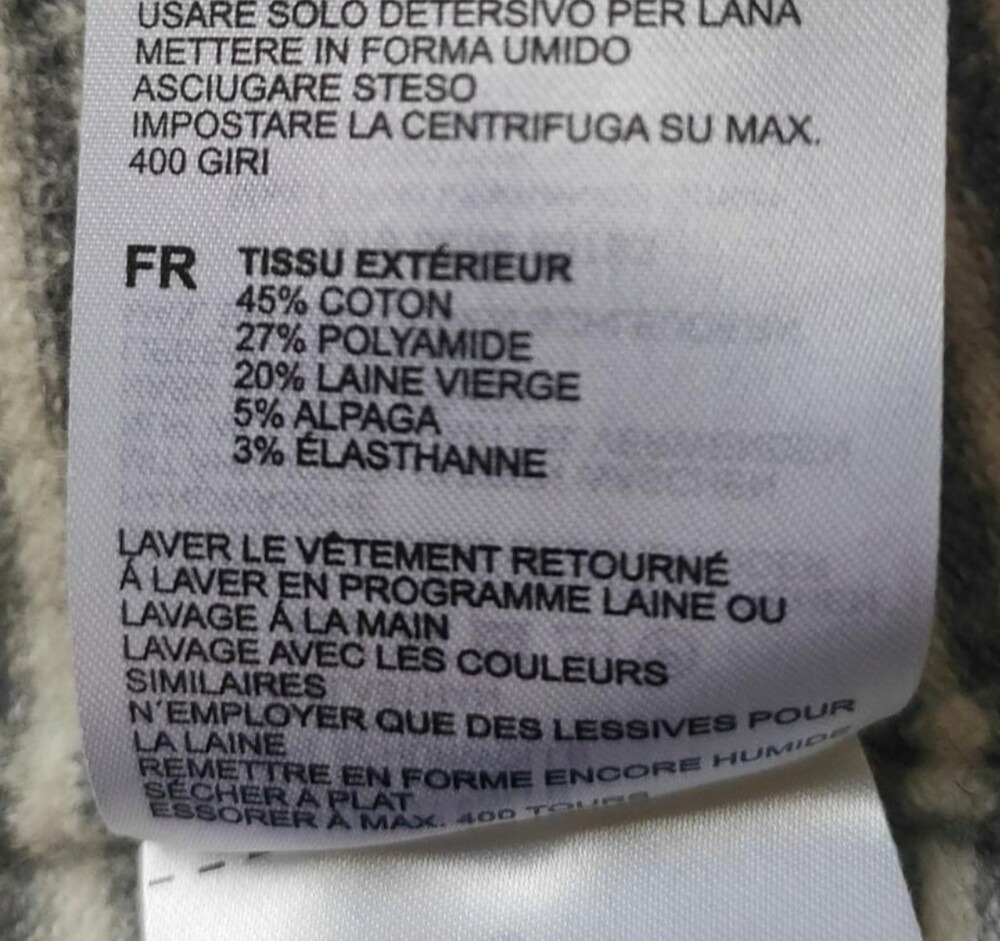 USARE SOLO DETERSIVO PER LANA
METTERE IN FORMA UMIDO
ASCIUGARE STESO
IMPOSTARE LA CENTRIFUGA SU MAX.
400 GIRI
FR TISSU EXTÉRIEUR
45% COTON
27% POLYAMIDE
20% LAINE VIERGE
5% ALPAGA
3% ÉLASTHANNE
LAVER LE VÊTEMENT RETOURNÉ
À LAVER EN PROGRAMME LAINE OU
LAVAGE À LA MAIN
LAVAGE AVEC LES COULEURS
SIMILAIRES
N'EMPLOYER QUE DES LESSIVES POUR
LA LAINE
REMETTRE EN FORME ENCORE HUMIDE
SÉCHER À PLAT
ESSORER À MAX. 400 TOURS